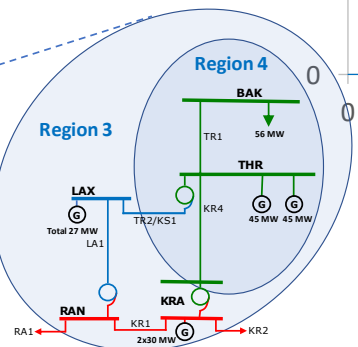 Region 4
0
0
BAK
Region 3
TR1
56 MW
THR
LAX
G
G
G
45 MW
45 MW
Total 27 MW
TR2/KS1
KR4
LA1
KRA
RAN
RA1
KR1
G
KR2
2x30 MW